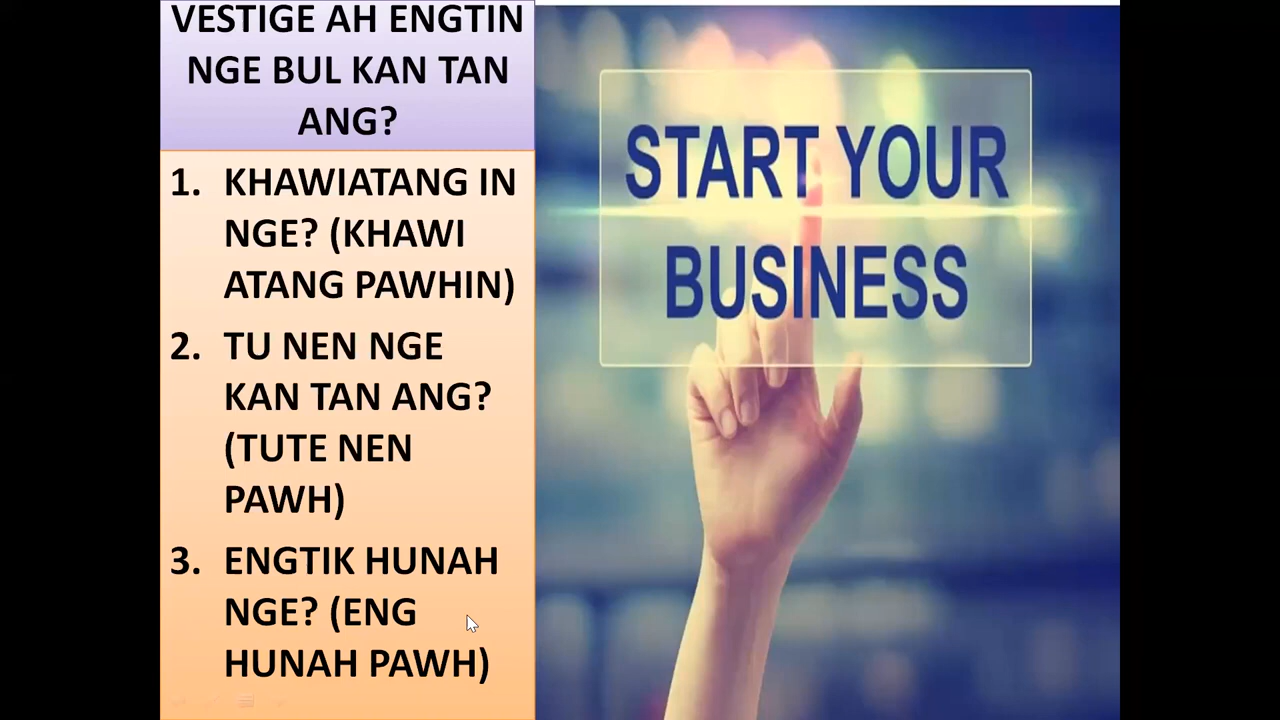 VESTIGE AH ENGTIN
NGE BUL KAN TAN
ANG?
1. KHAWIATANG IN
NGE? (KHAWI
ATANG PAWHIN)
2. TU NEN NGE
KAN TAN ANG?
(TUTE NEN
PAWH)
3. ENGTIK HUNAH
NGE? (ENG
HUNAH PAWH)
START YOUR
BUSINESS